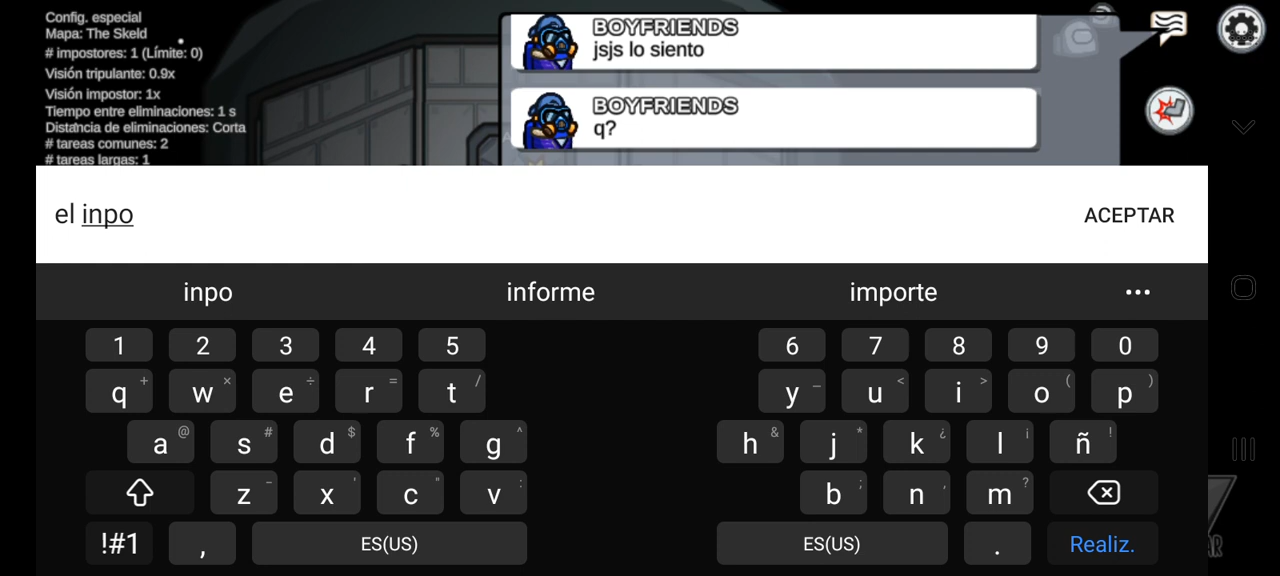 Config. especial
Mapa: The Skeld
# impostores: 1 (Límite: 0)
Visión tripulante: 0.9x
Visión impostor: 1x
Tiempo entre eliminaciones: 1 s
Distancia de eliminaciones: Corta
# tareas comunes: 2
# tareas largas: 1
BOYFRIENDS
jsjs lo siento
BOYFRIENDS
q?
el inpo
ACEPTAR
inpo informe importe ...
1 2 3 4 5 6 7 8 9 0
q + w × e ÷ r = t / y _ u < i > o ( p )
a @ s # d $ f % g ^ h & j * k ¿ l ¡ ñ !
z - x ' c " v : b ; n , m ?
!#1 , ES(US) ES(US) . Realiz.